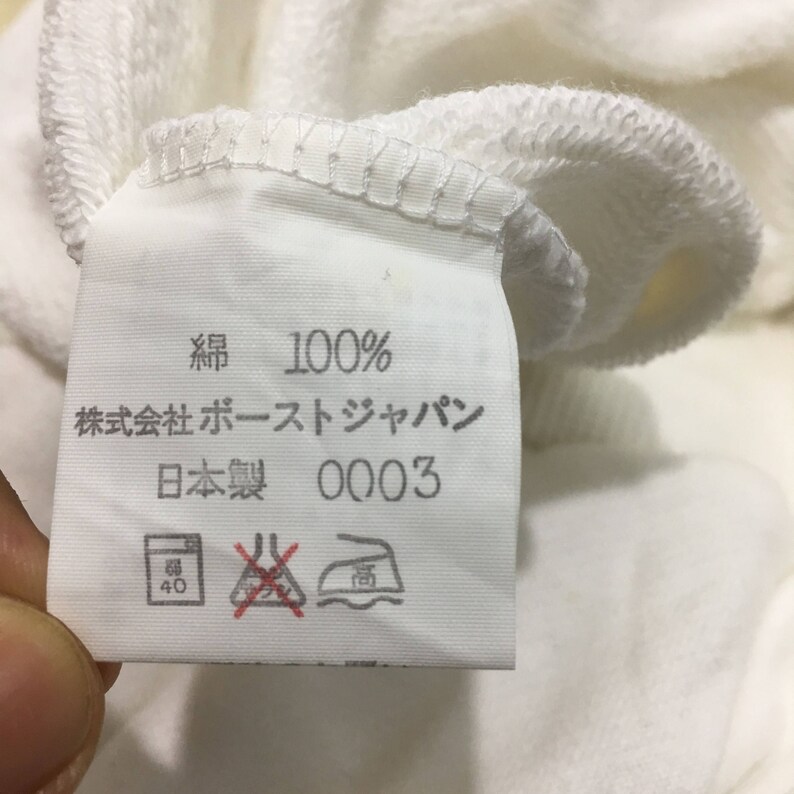 綿 100%
株式会社ボーストジャパン
日本製 0003
弱
40
高